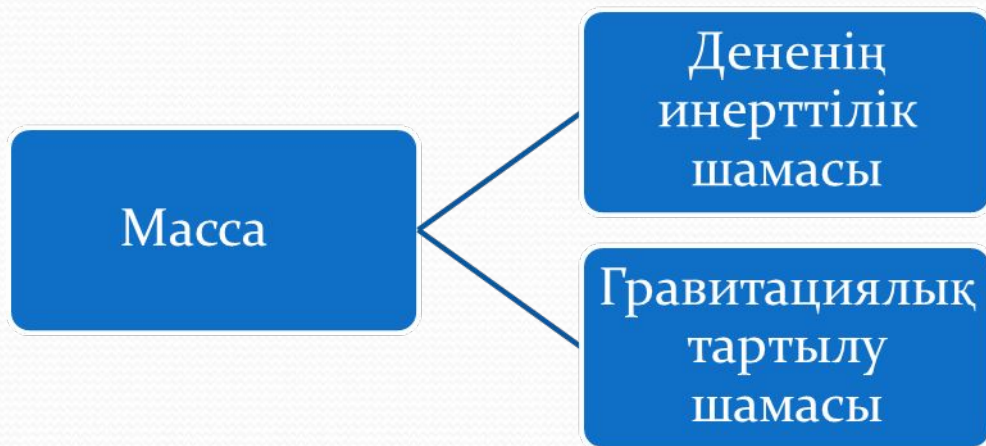 Масса
Дененің
инерттілік
шамасы
Гравитациялық
тартылу
шамасы